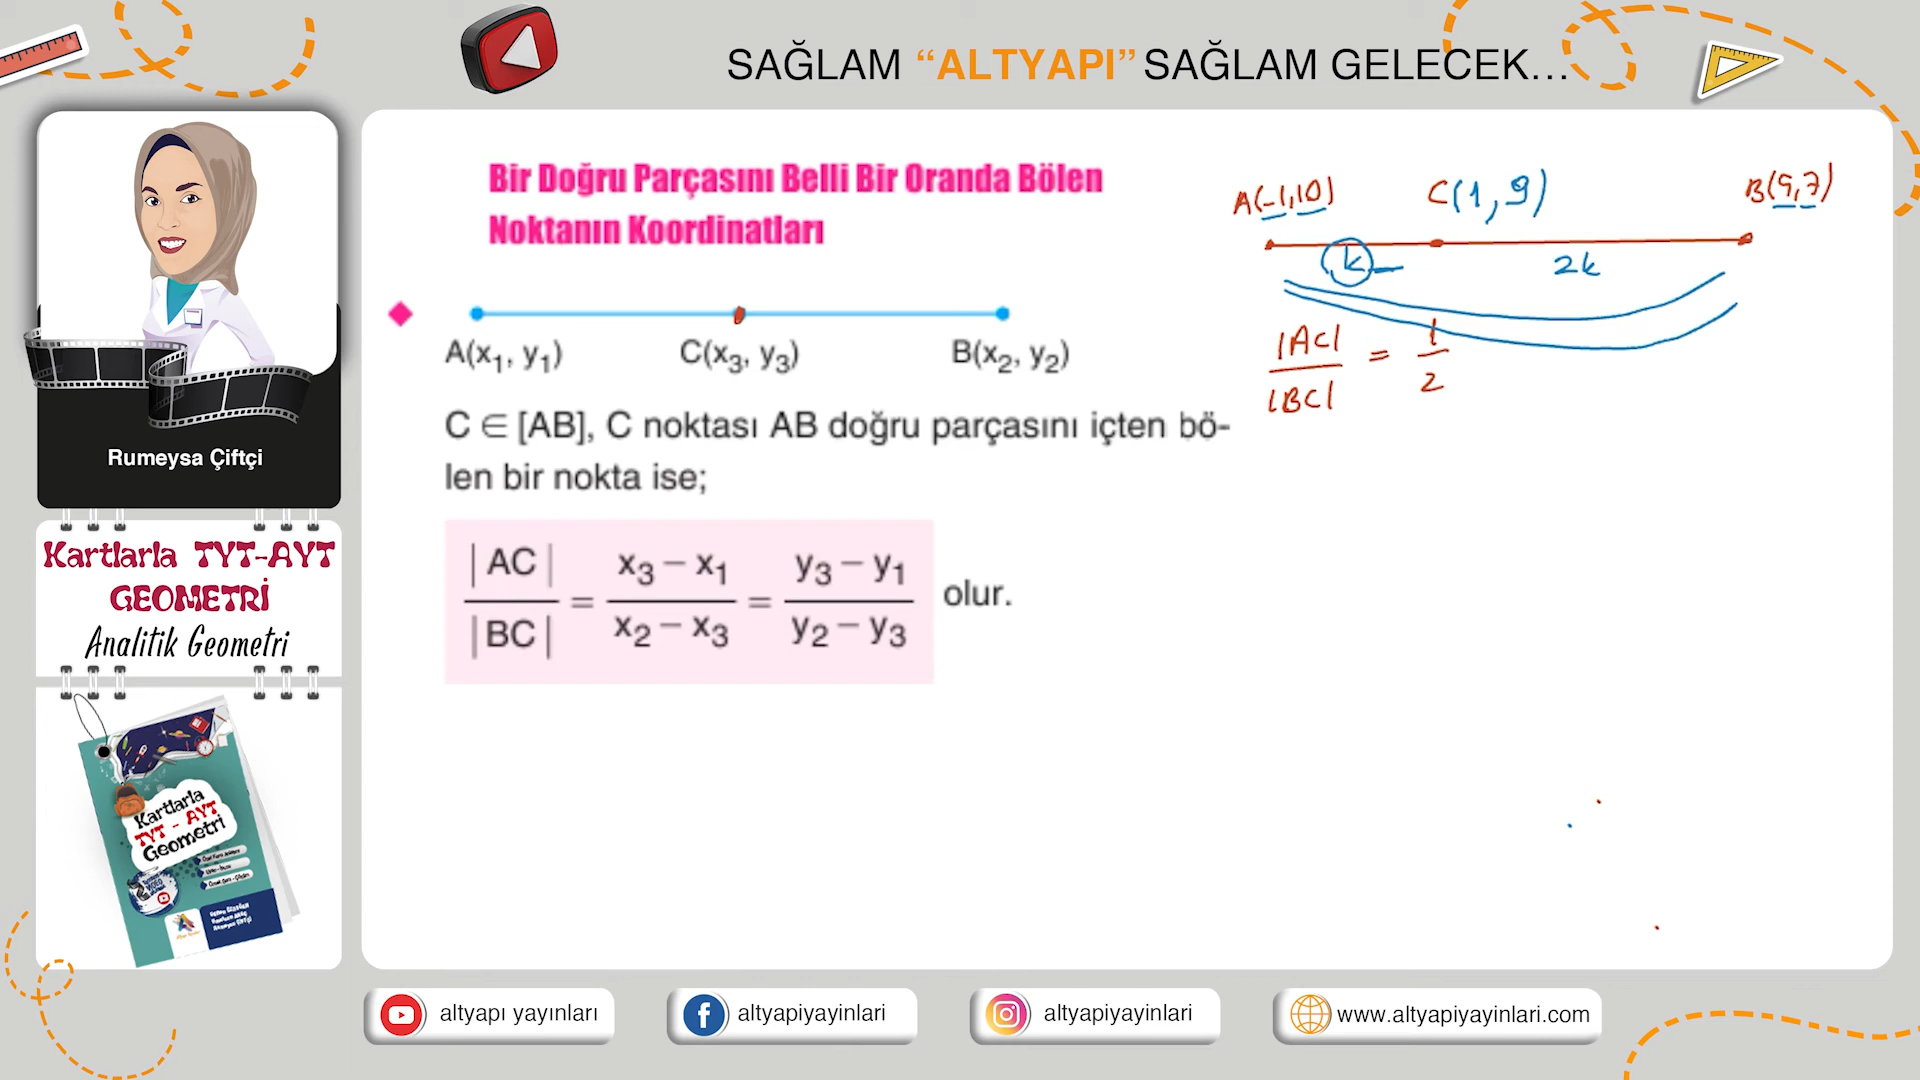 SAĞLAM “ALTYAPI” SAĞLAM GELECEK...
Rumeysa Çiftçi
Kartlarla TYT-AYT
GEOMETRİ
Analitik Geometri
Kartlarla
TYT - AYT
Geometri
Bir Doğru Parçasını Belli Bir Oranda Bölen
Noktanın Koordinatları
A(x₁, y₁) C(x₃, y₃) B(x₂, y₂)
C ∈ [AB], C noktası AB doğru parçasını içten bö-
len bir nokta ise;
|AC| / |BC| = x₃ − x₁ / x₂ − x₃ = y₃ − y₁ / y₂ − y₃ olur.
A(-1,10) C(1,9) B(5,7)
k 2k
|AC| / |BC| = 1 / 2
altyapı yayınları
altyapiyayinlari
altyapiyayinlari
www.altyapiyayinlari.com